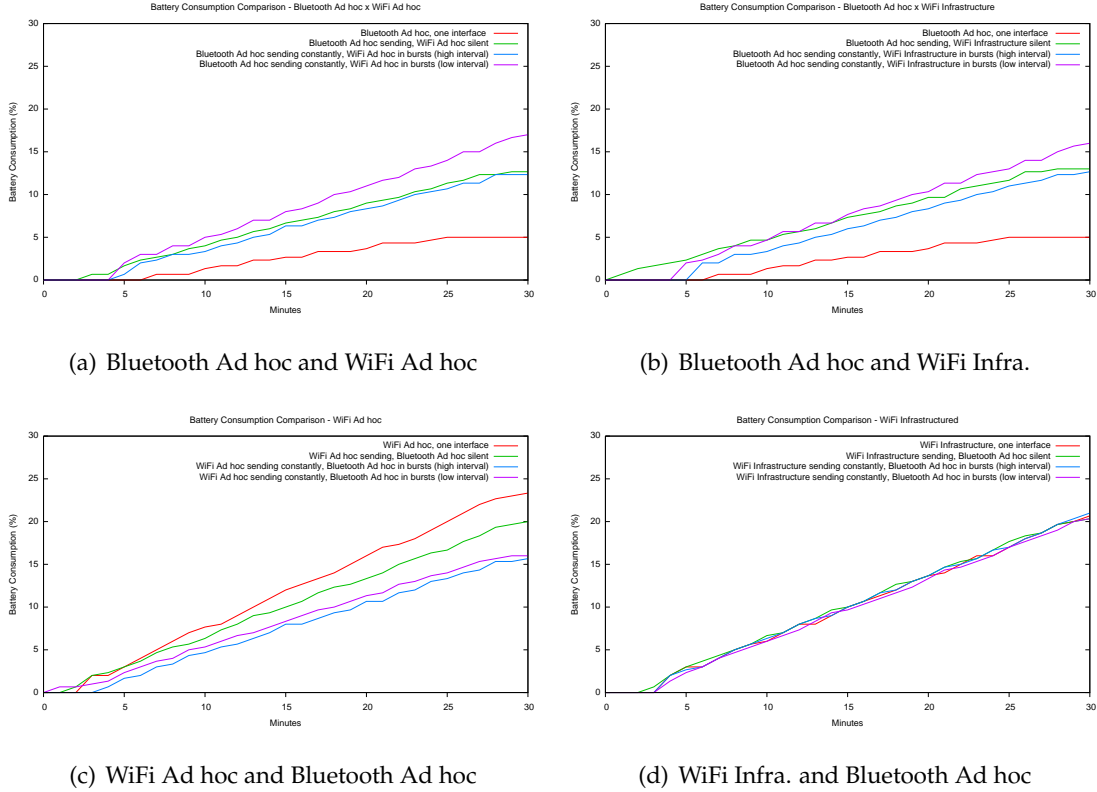 Battery Consumption Comparison - Bluetooth Ad hoc x WiFi Ad hoc
30
Bluetooth Ad hoc, one interface
Bluetooth Ad hoc sending, WiFi Ad hoc silent
Bluetooth Ad hoc sending constantly, WiFi Ad hoc in bursts (high interval)
Bluetooth Ad hoc sending constantly, WiFi Ad hoc in bursts (low interval)
25
20
15
10
5
0
Battery Consumption (%)
0 5 10 15 20 25 30
Minutes
(a) Bluetooth Ad hoc and WiFi Ad hoc
Battery Consumption Comparison - Bluetooth Ad hoc x WiFi Infrastructure
30
Bluetooth Ad hoc, one interface
Bluetooth Ad hoc sending, WiFi Infrastructure silent
Bluetooth Ad hoc sending constantly, WiFi Infrastructure in bursts (high interval)
Bluetooth Ad hoc sending constantly, WiFi Infrastructure in bursts (low interval)
25
20
15
10
5
0
Battery Consumption (%)
0 5 10 15 20 25 30
Minutes
(b) Bluetooth Ad hoc and WiFi Infra.
Battery Consumption Comparison - WiFi Ad hoc
30
WiFi Ad hoc, one interface
WiFi Ad hoc sending, Bluetooth Ad hoc silent
WiFi Ad hoc sending constantly, Bluetooth Ad hoc in bursts (high interval)
WiFi Ad hoc sending constantly, Bluetooth Ad hoc in bursts (low interval)
25
20
15
10
5
0
Battery Consumption (%)
0 5 10 15 20 25 30
Minutes
(c) WiFi Ad hoc and Bluetooth Ad hoc
Battery Consumption Comparison - WiFi Infrastructured
30
WiFi Infrastructure, one interface
WiFi Infrastructure sending, Bluetooth Ad hoc silent
WiFi Infrastructure sending constantly, Bluetooth Ad hoc in bursts (high interval)
WiFi Infrastructure sending constantly, Bluetooth Ad hoc in bursts (low interval)
25
20
15
10
5
0
Battery Consumption (%)
0 5 10 15 20 25 30
Minutes
(d) WiFi Infra. and Bluetooth Ad hoc